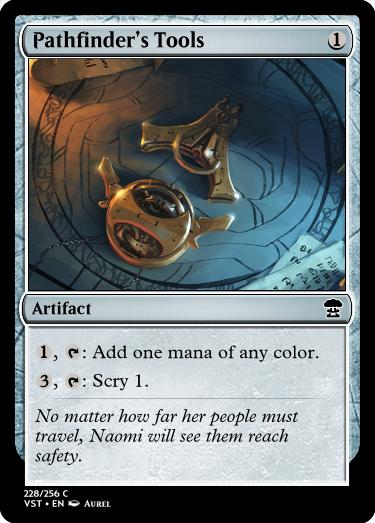 Pathfinder's Tools 1
Artifact
1, : Add one mana of any color.
3, : Scry 1.
No matter how far her people must
travel, Naomi will see them reach
safety.
228/256 C
VST • EN AUREL